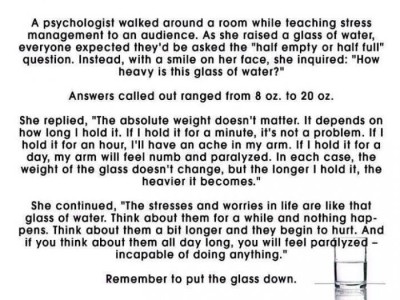 A psychologist walked around a room while teaching stress
management to an audience. As she raised a glass of water,
everyone expected they'd be asked the "half empty or half full"
question. Instead, with a smile on her face, she inquired: "How
heavy is this glass of water?"
Answers called out ranged from 8 oz. to 20 oz.
She replied, "The absolute weight doesn't matter. It depends on
how long I hold it. If I hold it for a minute, it's not a problem. If I
hold it for an hour, I'll have an ache in my arm. If I hold it for a
day, my arm will feel numb and paralyzed. In each case, the
weight of the glass doesn't change, but the longer I hold it, the
heavier it becomes."
She continued, "The stresses and worries in life are like that
glass of water. Think about them for a while and nothing hap-
pens. Think about them a bit longer and they begin to hurt. And
if you think about them all day long, you will feel paralyzed –
incapable of doing anything."
Remember to put the glass down.